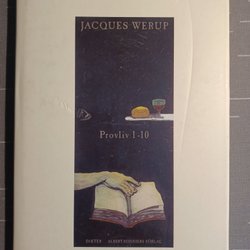 JACQUES WERUP
Provliv 1-10
DIKTER ALBERT BONNIERS FÖRLAG